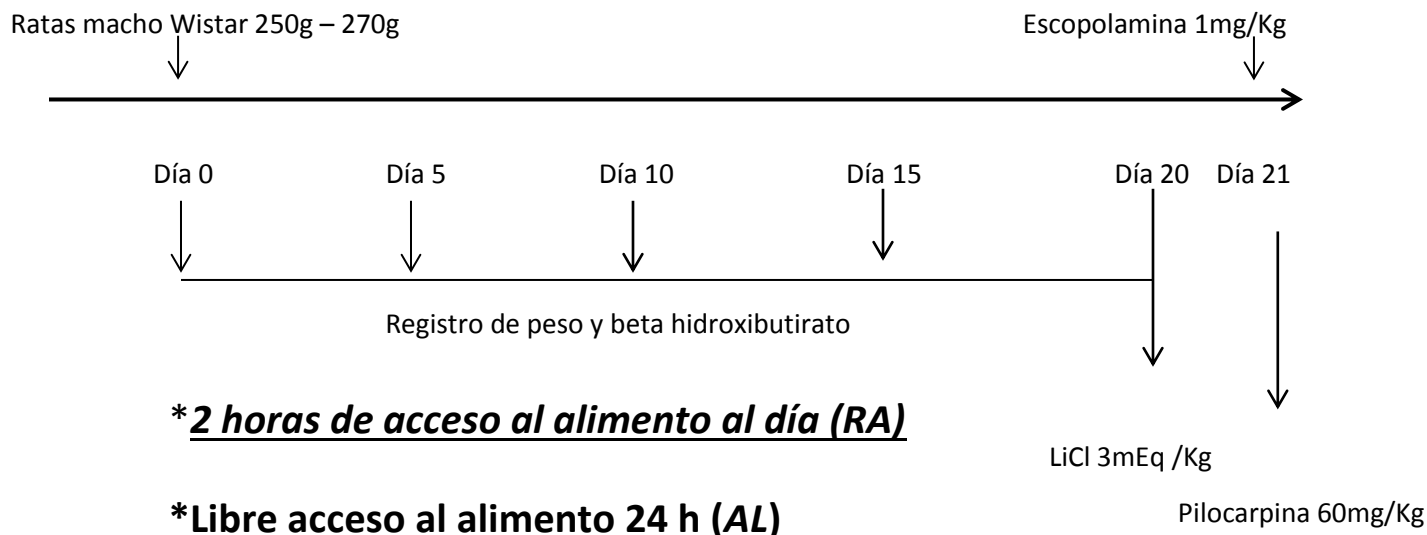 Ratas macho Wistar 250g – 270g
Escopolamina 1mg/Kg
Día 0
Día 5
Día 10
Día 15
Día 20
Día 21
Registro de peso y beta hidroxibutirato
*2 horas de acceso al alimento al día (RA)
LiCl 3mEq /Kg
*Libre acceso al alimento 24 h (AL)
Pilocarpina 60mg/Kg